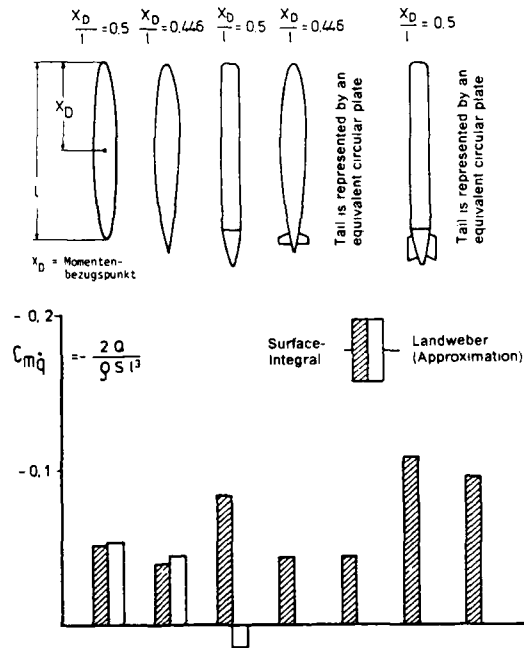 X_D/l = 0.5 X_D/l = 0,446 X_D/l = 0.5 X_D/l = 0,446 X_D/l = 0.5
X_D
l
X_D = Momenten-
bezugspunkt
Tail is represented by an
equivalent circular plate
Tail is represented by an
equivalent circular plate
- 0, 2
C_mq̇ = - 2 Q / ρ S l³
- 0,1
Surface-
Integral
Landweber
(Approximation)